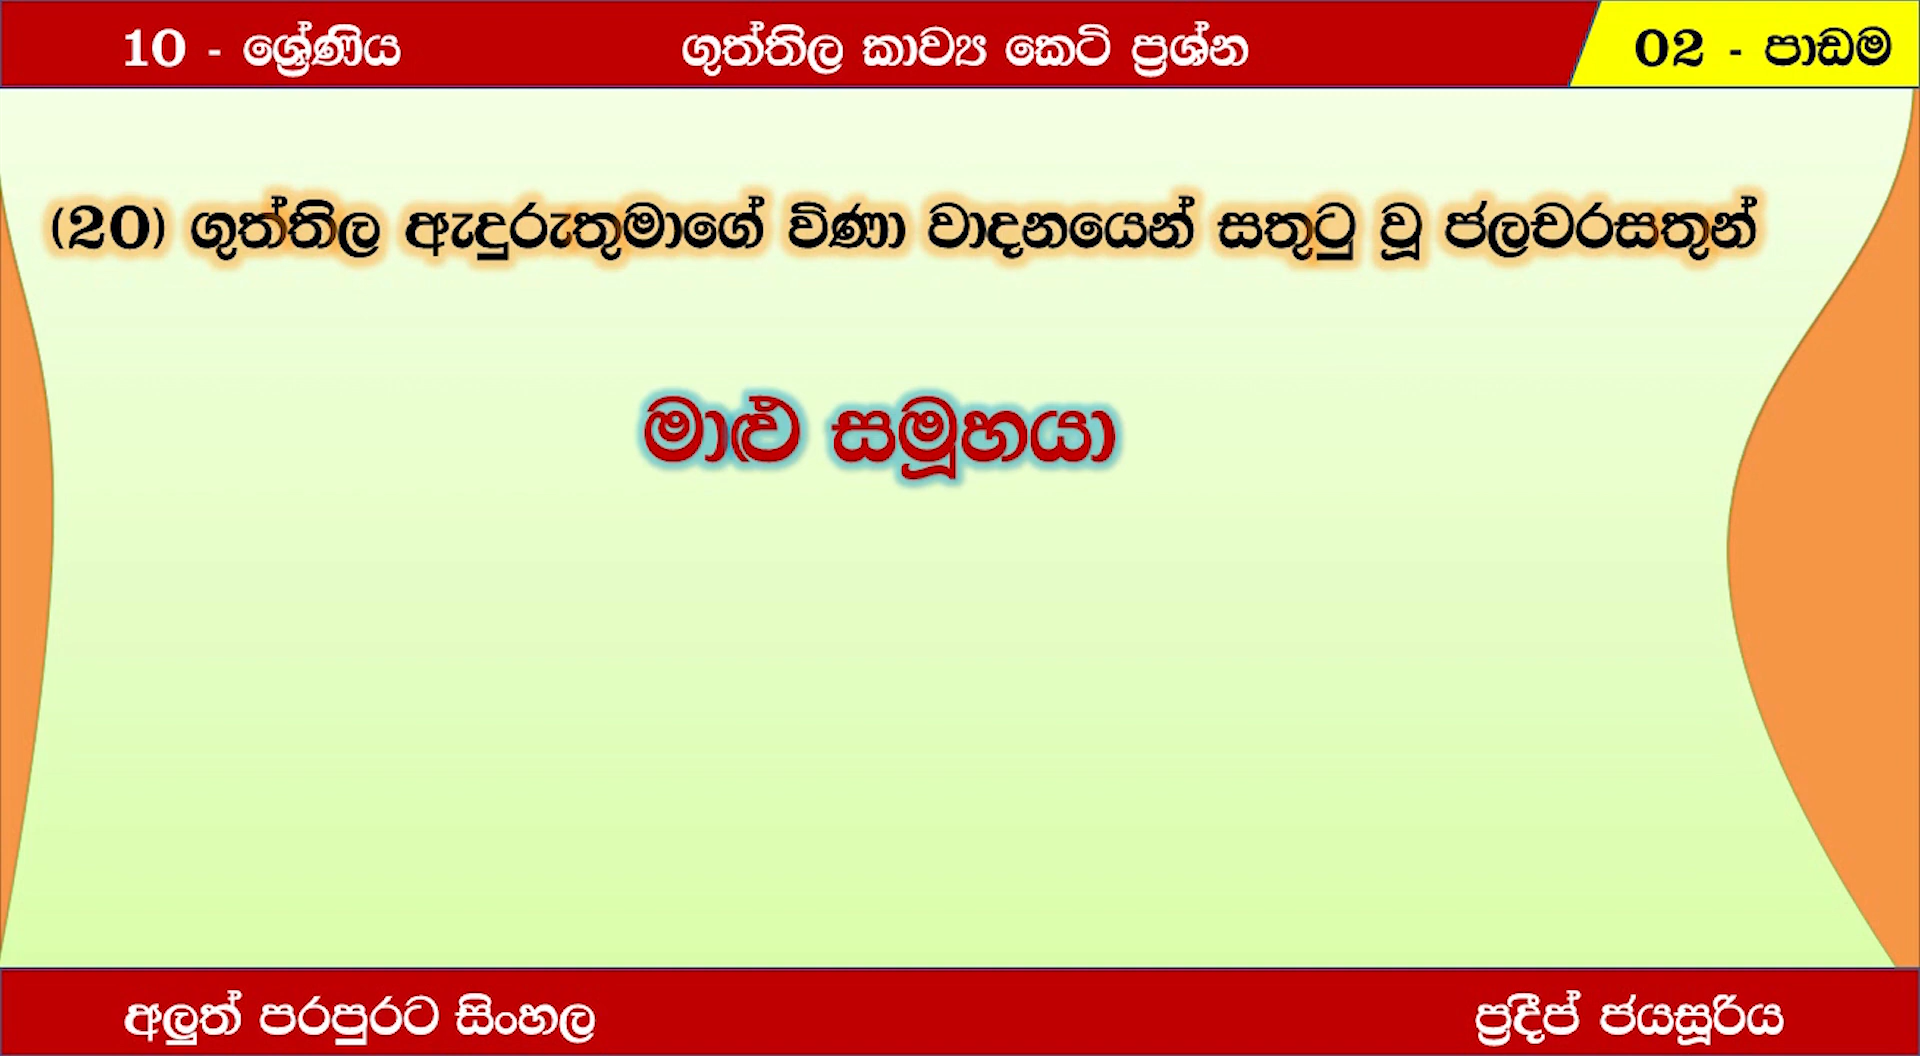 10 - ශ්‍රේණිය ගුත්තිල කාව්‍ය කෙටි ප්‍රශ්න 02 - පාඩම
(20) ගුත්තිල ඇදුරුතුමාගේ විණා වාදනයෙන් සතුටු වූ ජලචරසතුන්
මාළු සමූහයා
අලුත් පරපුරට සිංහල ප්‍රදීප් ජයසූරිය